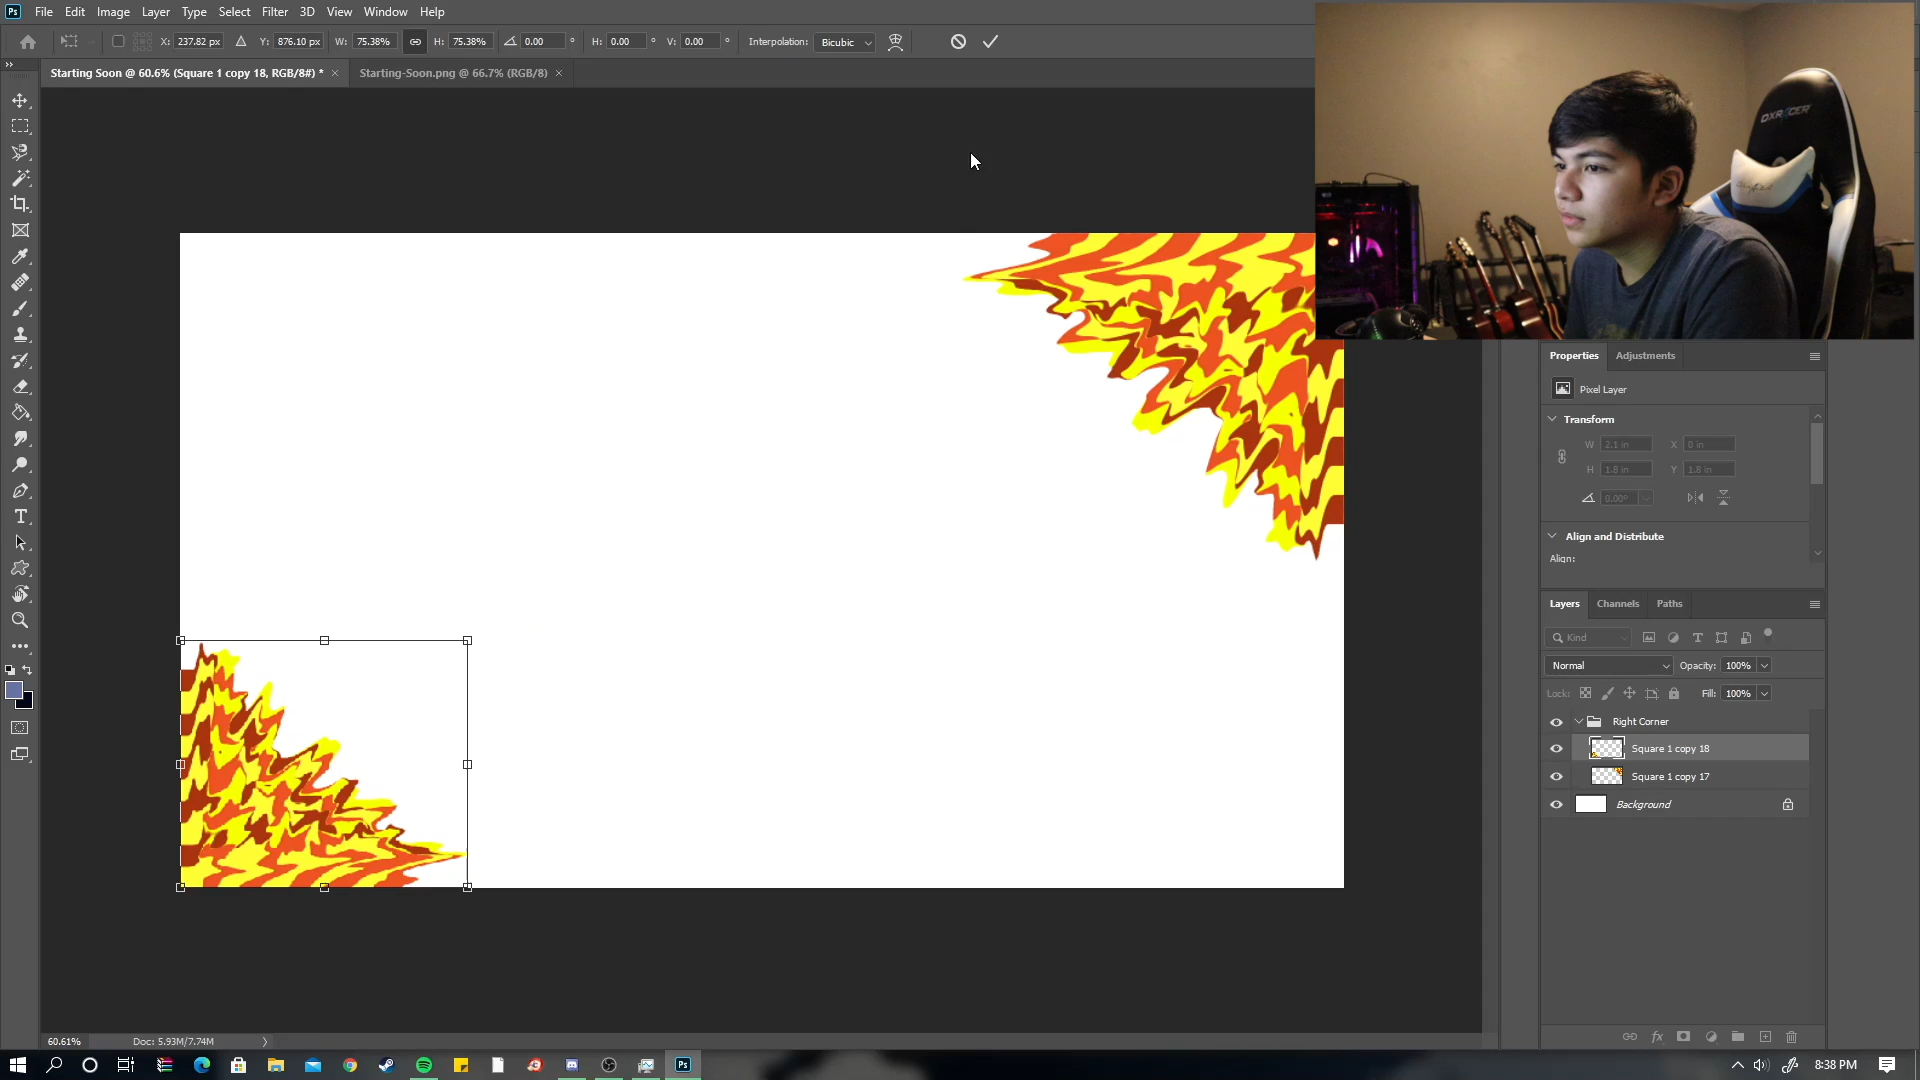 Ps File Edit Image Layer Type Select Filter 3D View Window Help
X: 237.82 px Y: 876.10 px W: 75.38% H: 75.38% 0.00 ° H: 0.00 ° V: 0.00 ° Interpolation: Bicubic
Starting Soon @ 60.6% (Square 1 copy 18, RGB/8#) * × Starting-Soon.png @ 66.7% (RGB/8) ×
DXRACER
Properties Adjustments
Pixel Layer
Transform
W 2.1 in X 0 in
H 1.8 in Y 1.8 in
0.00°
Align and Distribute
Align:
Layers Channels Paths
Kind
Normal Opacity: 100%
Lock: Fill: 100%
Right Corner
Square 1 copy 18
Square 1 copy 17
Background
60.61% Doc: 5.93M/7.74M
Ps 8:38 PM